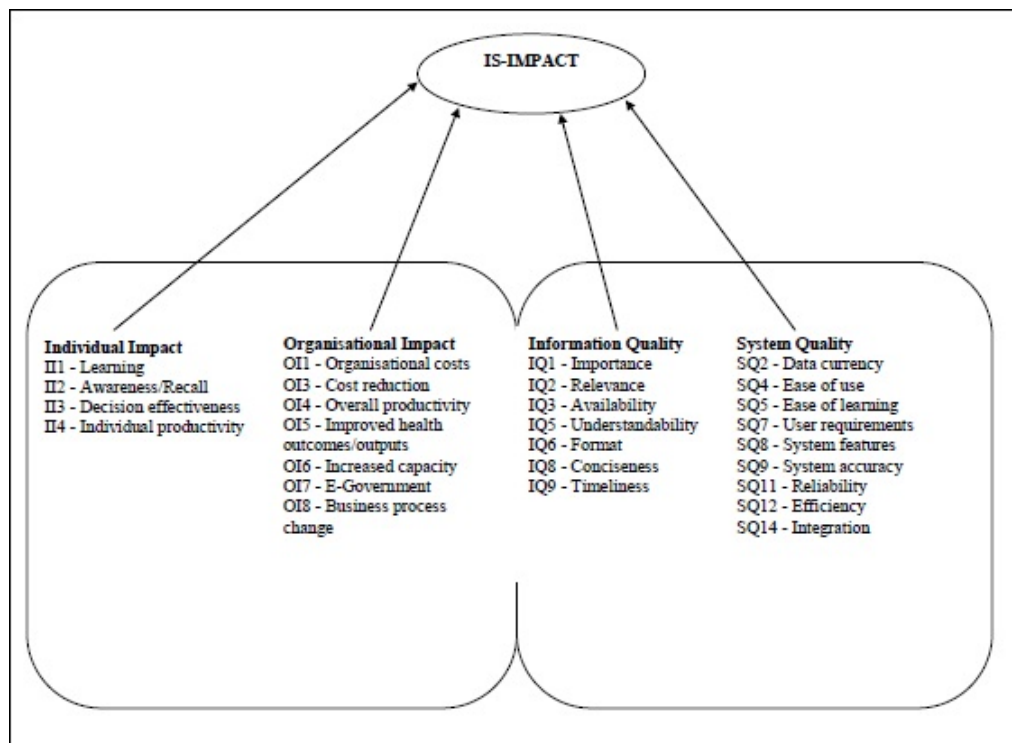 IS-IMPACT
Individual Impact
II1 - Learning
II2 - Awareness/Recall
II3 - Decision effectiveness
II4 - Individual productivity
Organisational Impact
OI1 - Organisational costs
OI3 - Cost reduction
OI4 - Overall productivity
OI5 - Improved health
outcomes/outputs
OI6 - Increased capacity
OI7 - E-Government
OI8 - Business process
change
Information Quality
IQ1 - Importance
IQ2 - Relevance
IQ3 - Availability
IQ5 - Understandability
IQ6 - Format
IQ8 - Conciseness
IQ9 - Timeliness
System Quality
SQ2 - Data currency
SQ4 - Ease of use
SQ5 - Ease of learning
SQ7 - User requirements
SQ8 - System features
SQ9 - System accuracy
SQ11 - Reliability
SQ12 - Efficiency
SQ14 - Integration